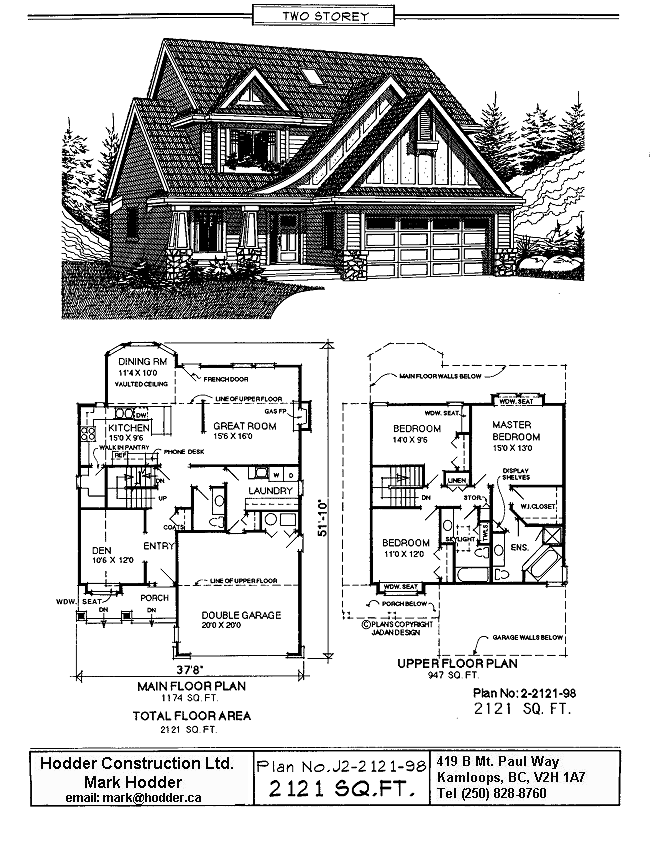 TWO STOREY
DINING RM
11'4 X 10'0
VAULTED CEILING
FRENCH DOOR
LINE OF UPPER FLOOR
GAS FP
DW
KITCHEN
15'0 X 9'6
GREAT ROOM
15'6 X 16'0
WALK IN PANTRY
REF.
PHONE DESK
DN
UP
W D
LAUNDRY
COATS
DEN
10'6 X 12'0
ENTRY
LINE OF UPPER FLOOR
WDW. SEAT
DN
PORCH
DN
DOUBLE GARAGE
20'0 X 20'0
51'-10"
37'8"
MAIN FLOOR PLAN
1174 SQ. FT.
TOTAL FLOOR AREA
2121 SQ. FT.
MAIN FLOOR WALLS BELOW
WDW. SEAT
WDW. SEAT
BEDROOM
14'0 X 9'6
MASTER
BEDROOM
15'0 X 13'0
DISPLAY
SHELVES
LINEN
DN
STOR.
W.I.CLOSET
BEDROOM
11'0 X 12'0
SKYLIGHT
TWLS
ENS.
WDW. SEAT
PORCH BELOW
©PLANS COPYRIGHT
JADAN DESIGN
GARAGE WALLS BELOW
UPPER FLOOR PLAN
947 SQ. FT.
Plan No: 2-2121-98
2121 SQ. FT.
Hodder Construction Ltd.
Mark Hodder
email: mark@hodder.ca
Plan No. J2-2121-98
2121 SQ.FT.
419 B Mt. Paul Way
Kamloops, BC, V2H 1A7
Tel (250) 828-8760